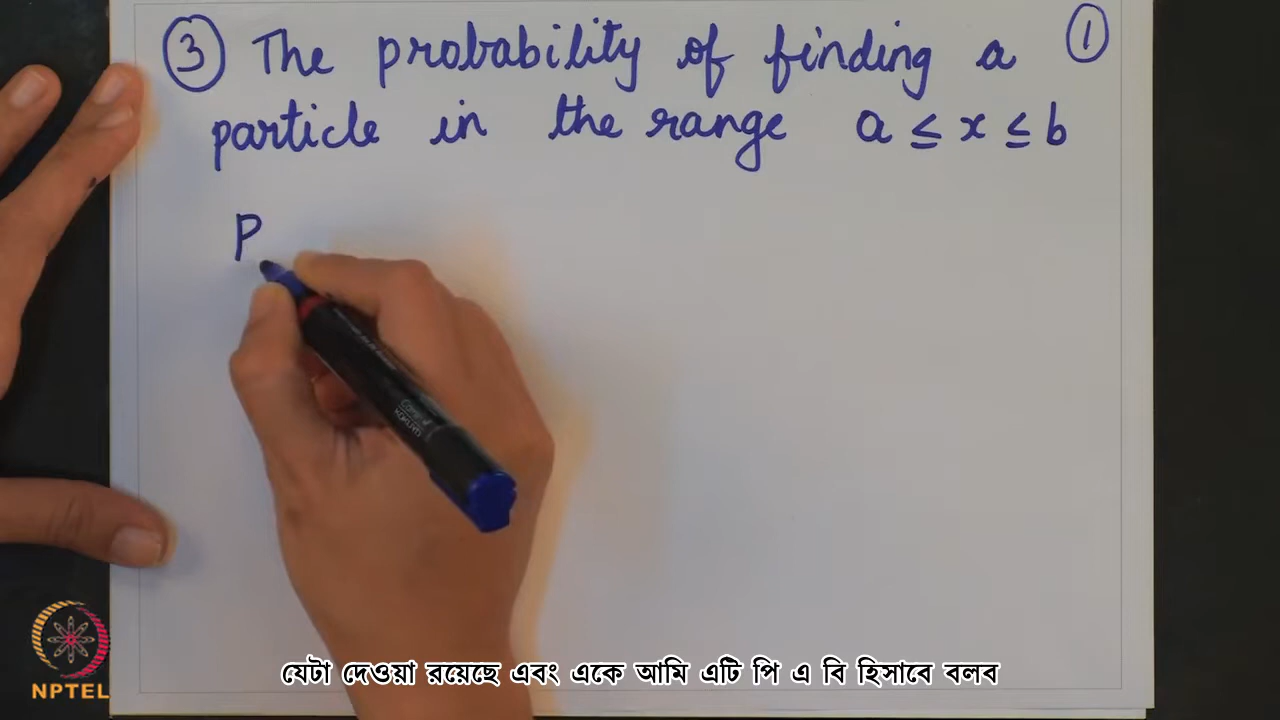 ③ The probability of finding a ①
particle in the range a ≤ x ≤ b
P
যেটা দেওয়া রয়েছে এবং একে আমি এটি পি এ বি হিসাবে বলব
NPTEL